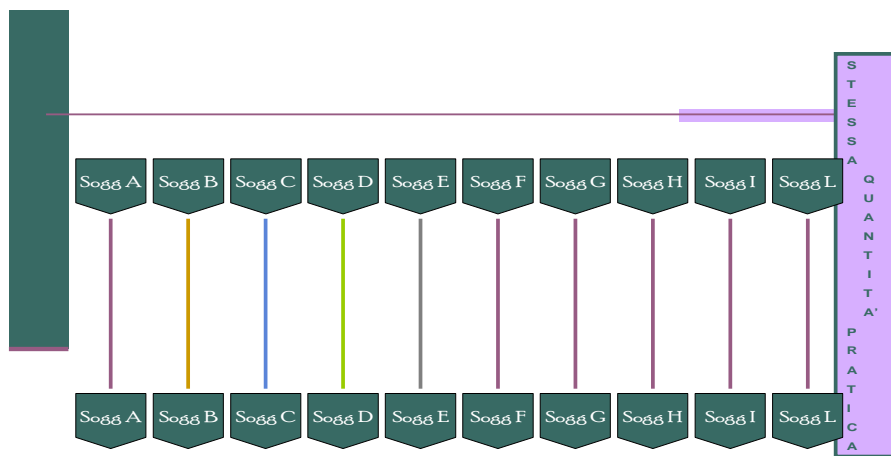 Sogg A
Sogg B
Sogg C
Sogg D
Sogg E
Sogg F
Sogg G
Sogg H
Sogg I
Sogg L
Sogg A
Sogg B
Sogg C
Sogg D
Sogg E
Sogg F
Sogg G
Sogg H
Sogg I
Sogg L
STESSA
QUANTITA'
PRATICA